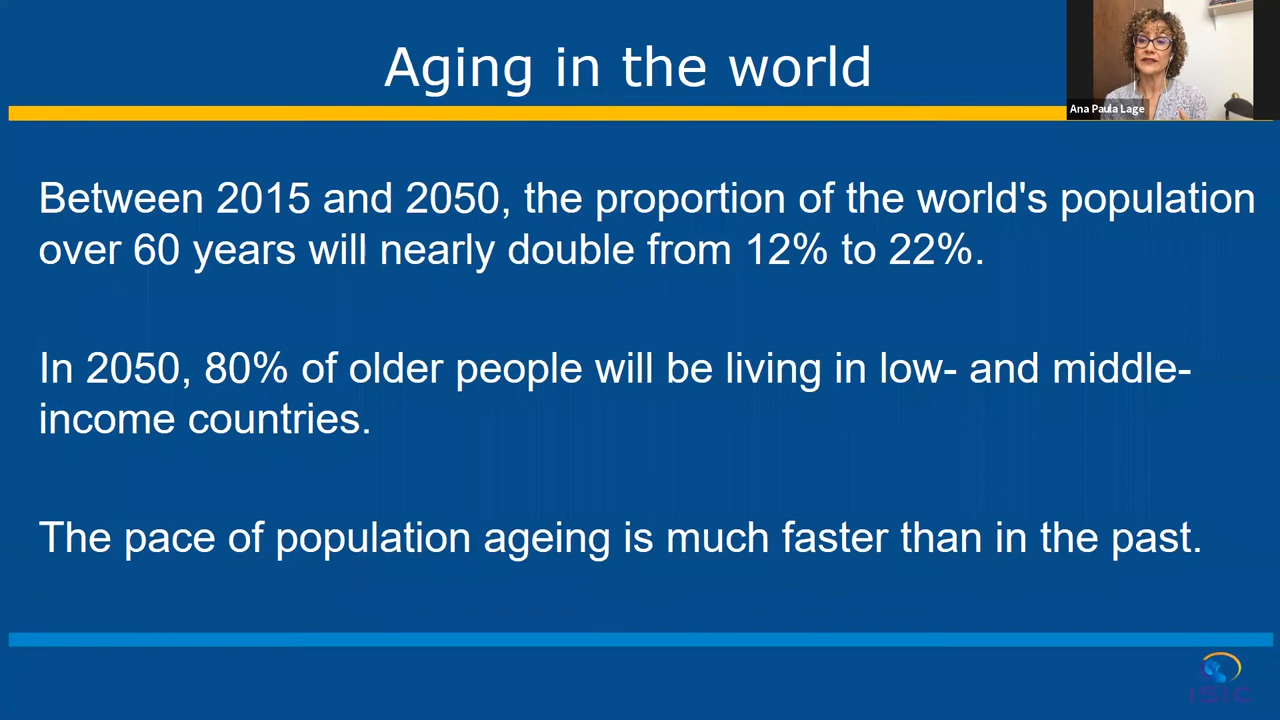 Aging in the world
Ana Paula Lage
Between 2015 and 2050, the proportion of the world's population
over 60 years will nearly double from 12% to 22%.
In 2050, 80% of older people will be living in low- and middle-
income countries.
The pace of population ageing is much faster than in the past.
ISIC